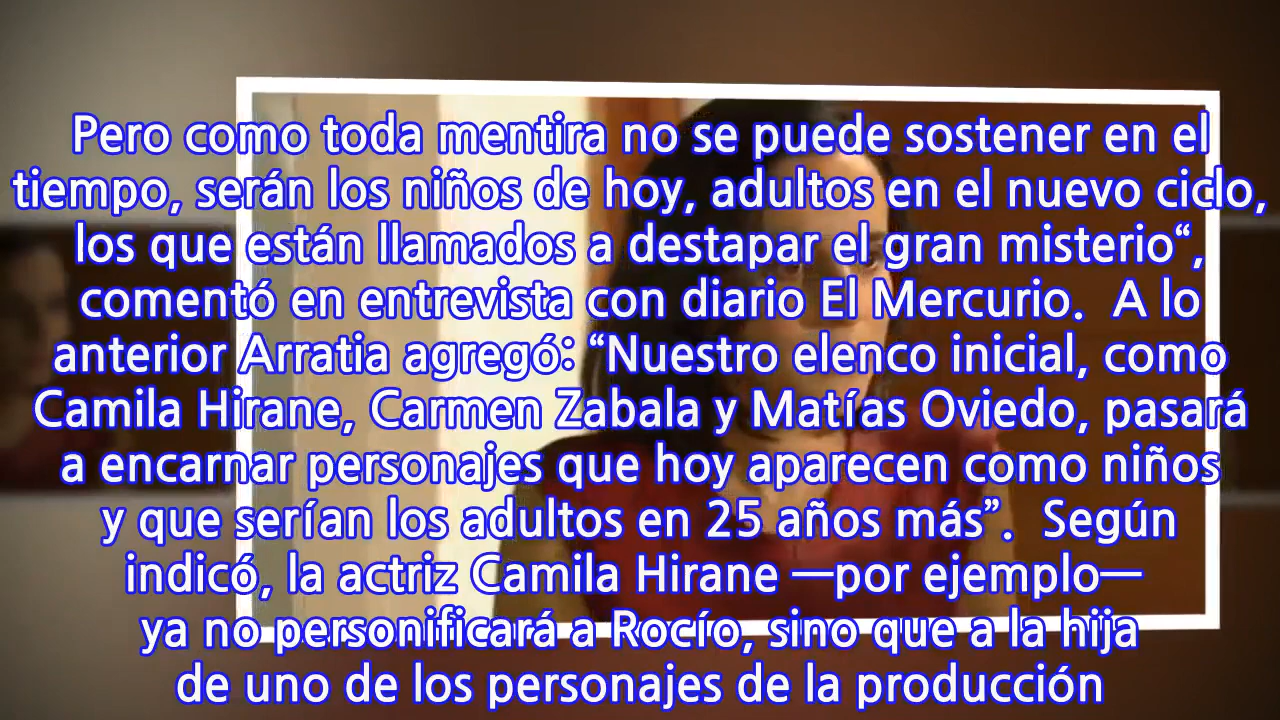 Pero como toda mentira no se puede sostener en el
tiempo, serán los niños de hoy, adultos en el nuevo ciclo,
los que están llamados a destapar el gran misterio“,
comentó en entrevista con diario El Mercurio.  A lo
anterior Arratia agregó: “Nuestro elenco inicial, como
Camila Hirane, Carmen Zabala y Matías Oviedo, pasará
a encarnar personajes que hoy aparecen como niños
y que serían los adultos en 25 años más”.  Según
indicó, la actriz Camila Hirane —por ejemplo—
ya no personificará a Rocío, sino que a la hija
de uno de los personajes de la producción